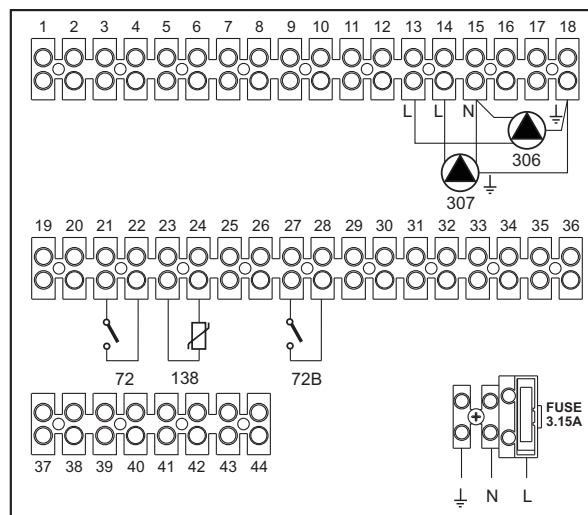 1 2 3 4 5 6 7 8 9 10 11 12 13 14 15 16 17 18
L L N
306
307
19 20 21 22 23 24 25 26 27 28 29 30 31 32 33 34 35 36
72 138 72B
FUSE
3.15A
37 38 39 40 41 42 43 44
N L